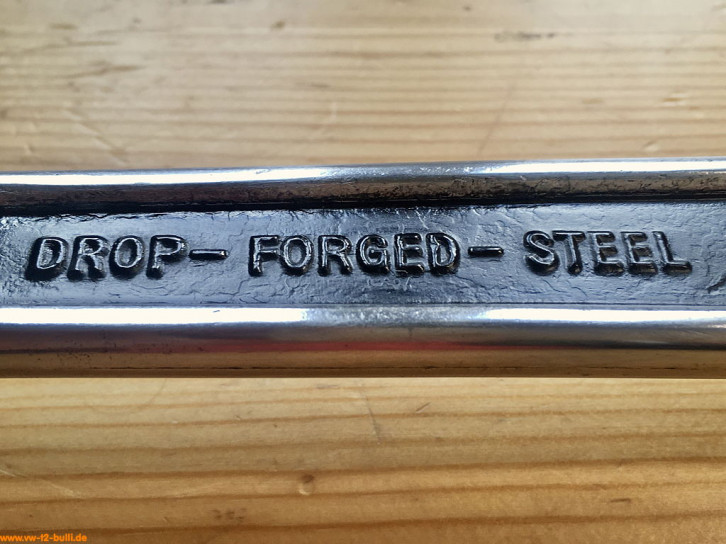 DROP- FORGED - STEEL
www.vw-t2-bulli.de